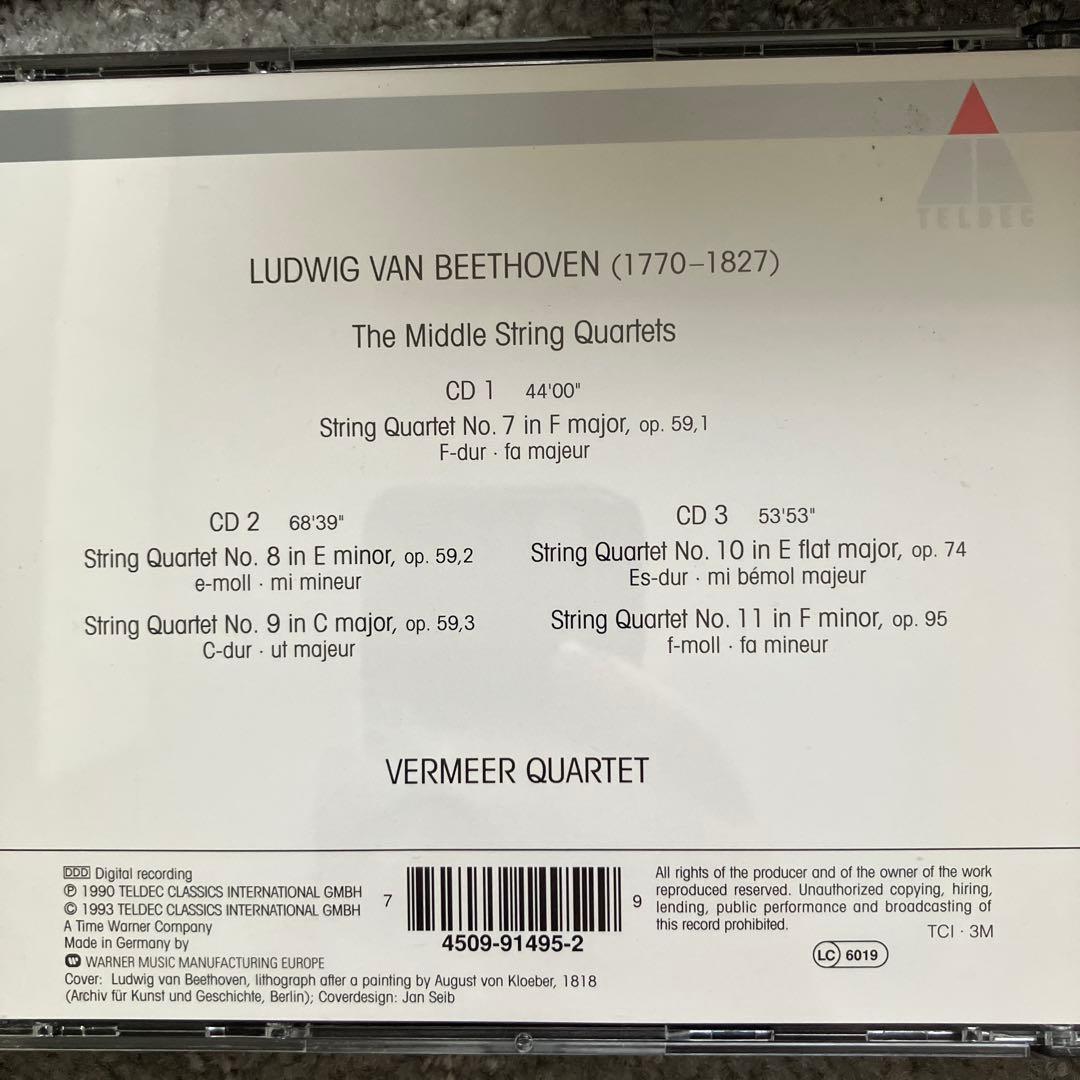 TELDEC
LUDWIG VAN BEETHOVEN (1770–1827)
The Middle String Quartets
CD 1 44'00"
String Quartet No. 7 in F major, op. 59,1
F-dur · fa majeur
CD 2 68'39"
String Quartet No. 8 in E minor, op. 59,2
e-moll · mi mineur
String Quartet No. 9 in C major, op. 59,3
C-dur · ut majeur
CD 3 53'53"
String Quartet No. 10 in E flat major, op. 74
Es-dur · mi bémol majeur
String Quartet No. 11 in F minor, op. 95
f-moll · fa mineur
VERMEER QUARTET
DDD Digital recording
℗ 1990 TELDEC CLASSICS INTERNATIONAL GMBH
© 1993 TELDEC CLASSICS INTERNATIONAL GMBH
A Time Warner Company
Made in Germany by
WARNER MUSIC MANUFACTURING EUROPE
Cover: Ludwig van Beethoven, lithograph after a painting by August von Kloeber, 1818
(Archiv für Kunst und Geschichte, Berlin); Coverdesign: Jan Seib
7 9
4509-91495-2
All rights of the producer and of the owner of the work
reproduced reserved. Unauthorized copying, hiring,
lending, public performance and broadcasting of
this record prohibited.
TCI · 3M
LC 6019